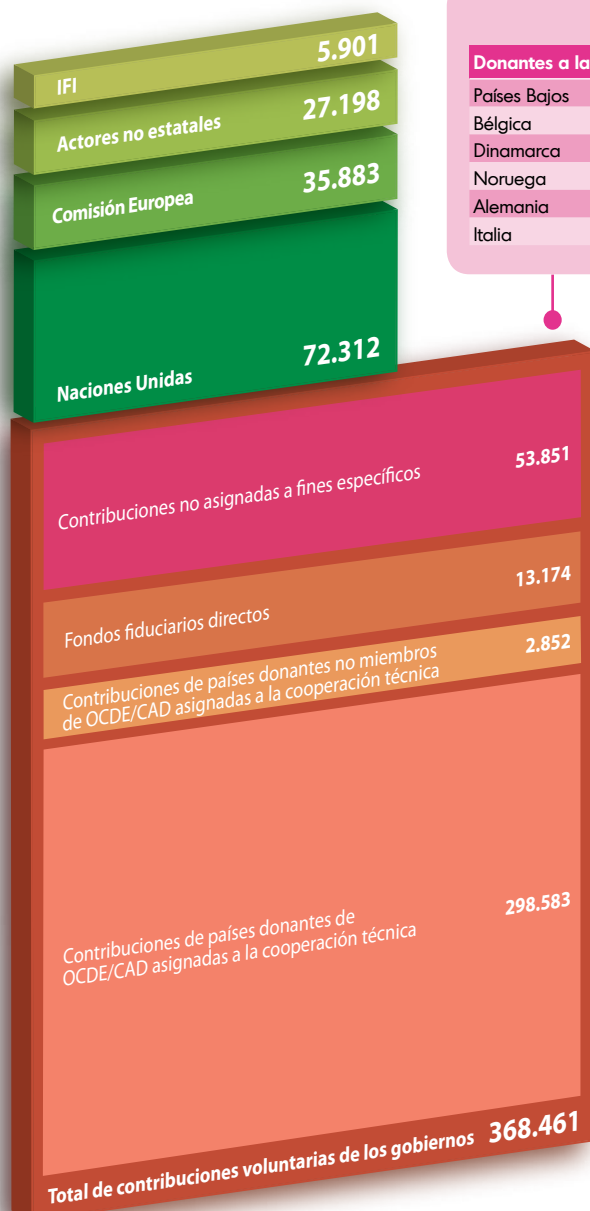 IFI 5.901
Actores no estatales 27.198
Comisión Europea 35.883
Naciones Unidas 72.312
Donantes a la
Países Bajos
Bélgica
Dinamarca
Noruega
Alemania
Italia
Contribuciones no asignadas a fines específicos 53.851
Fondos fiduciarios directos 13.174
Contribuciones de países donantes no miembros
de OCDE/CAD asignadas a la cooperación técnica 2.852
Contribuciones de países donantes de
OCDE/CAD asignadas a la cooperación técnica 298.583
Total de contribuciones voluntarias de los gobiernos 368.461